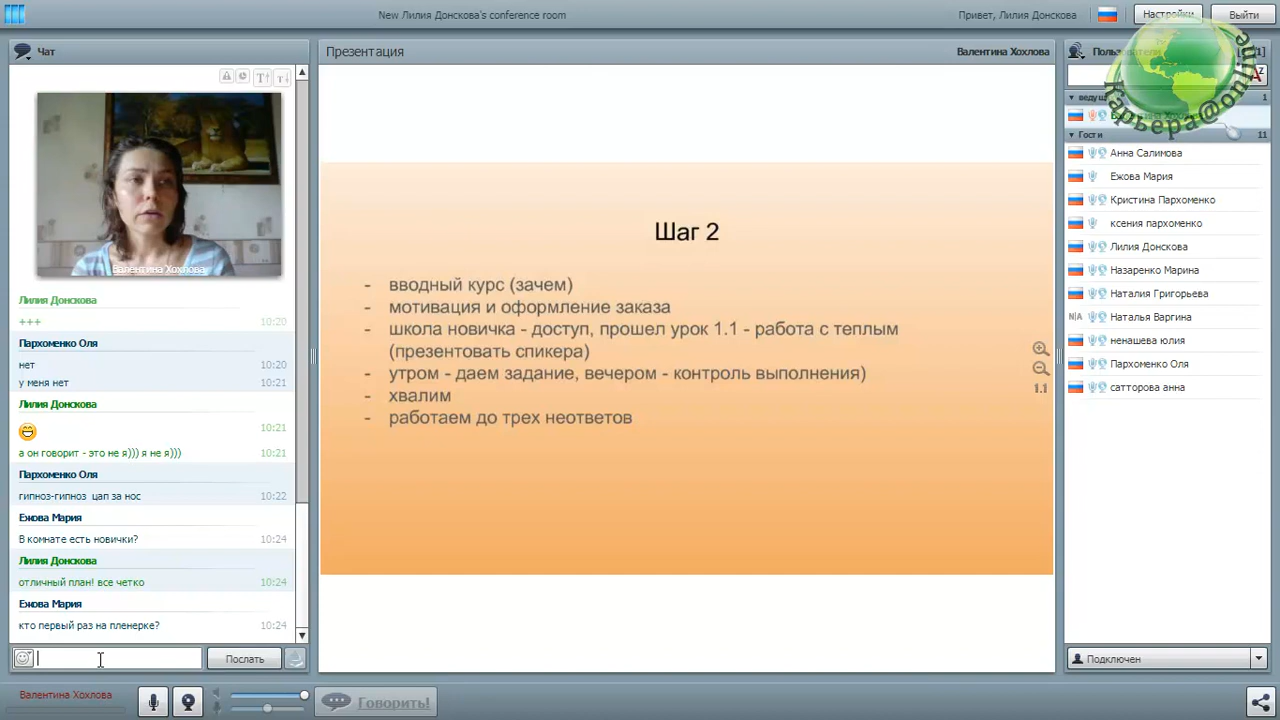 New Лилия Донскова's conference room
Привет, Лилия Донскова
Настройки
Выйти
Чат
Валентина Хохлова
Лилия Донскова
+++ 10:20
Пархоменко Оля
нет 10:20
у меня нет 10:21
Лилия Донскова
10:21
а он говорит - это не я))) я не я))) 10:21
Пархоменко Оля
гипноз-гипноз цап за нос 10:22
Ежова Мария
В комнате есть новички? 10:24
Лилия Донскова
отличный план! все четко 10:24
Ежова Мария
кто первый раз на пленерке? 10:24
Послать
Валентина Хохлова
Говорить!
Презентация
Валентина Хохлова
Шаг 2
- вводный курс (зачем)
- мотивация и оформление заказа
- школа новичка - доступ, прошел урок 1.1 - работа с теплым
(презентовать спикера)
- утром - даем задание, вечером - контроль выполнения)
- хвалим
- работаем до трех неответов
1.1
Карьера@online
Гости 11
Анна Салимова
Ежова Мария
Кристина Пархоменко
ксения пархоменко
Лилия Донскова
Назаренко Марина
Наталия Григорьева
N/A Наталья Варгина
ненашева юлия
Пархоменко Оля
сатторова анна
Подключен